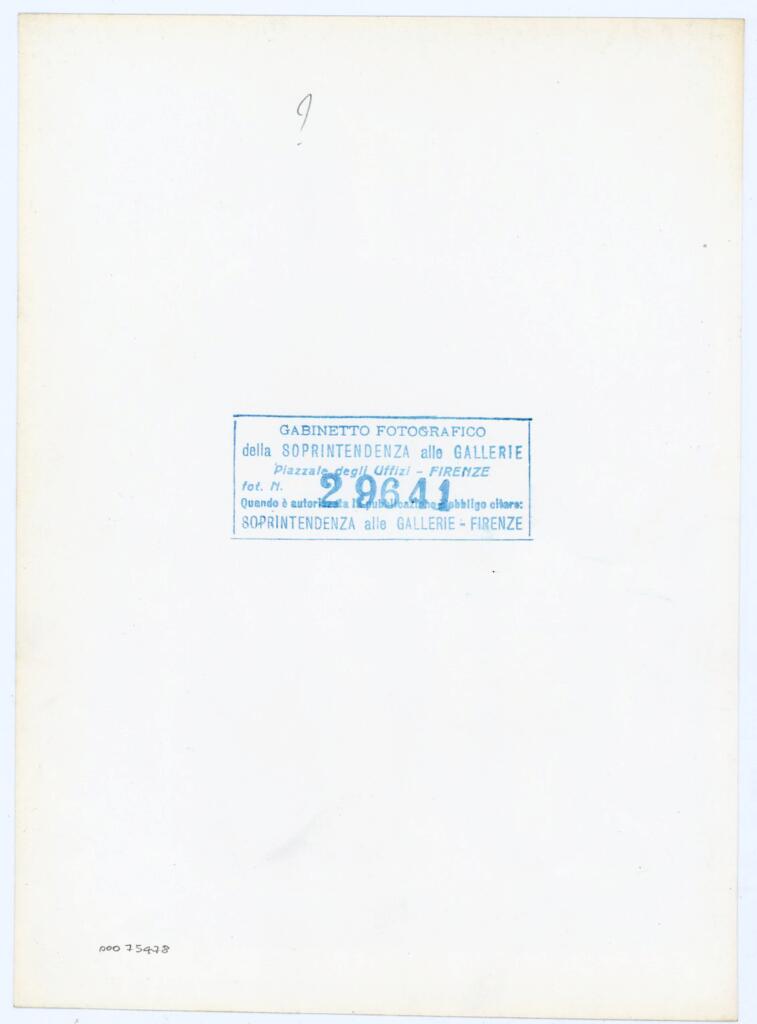 ?
GABINETTO FOTOGRAFICO
della SOPRINTENDENZA alle GALLERIE
Piazzale degli Uffizi - FIRENZE
fot. N. 29641
Quando è autorizzata la pubblicazione obbligo citare:
SOPRINTENDENZA alle GALLERIE - FIRENZE
00075478